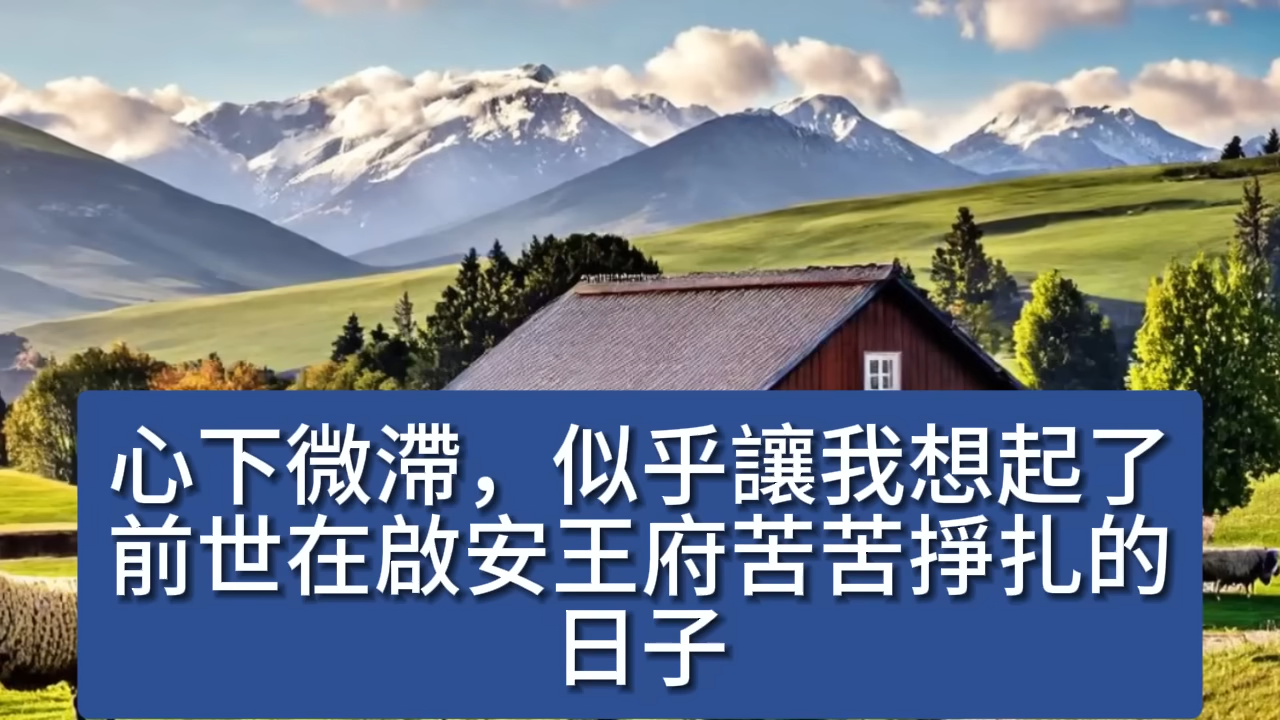 心下微滯，似乎讓我想起了
前世在啟安王府苦苦掙扎的
日子